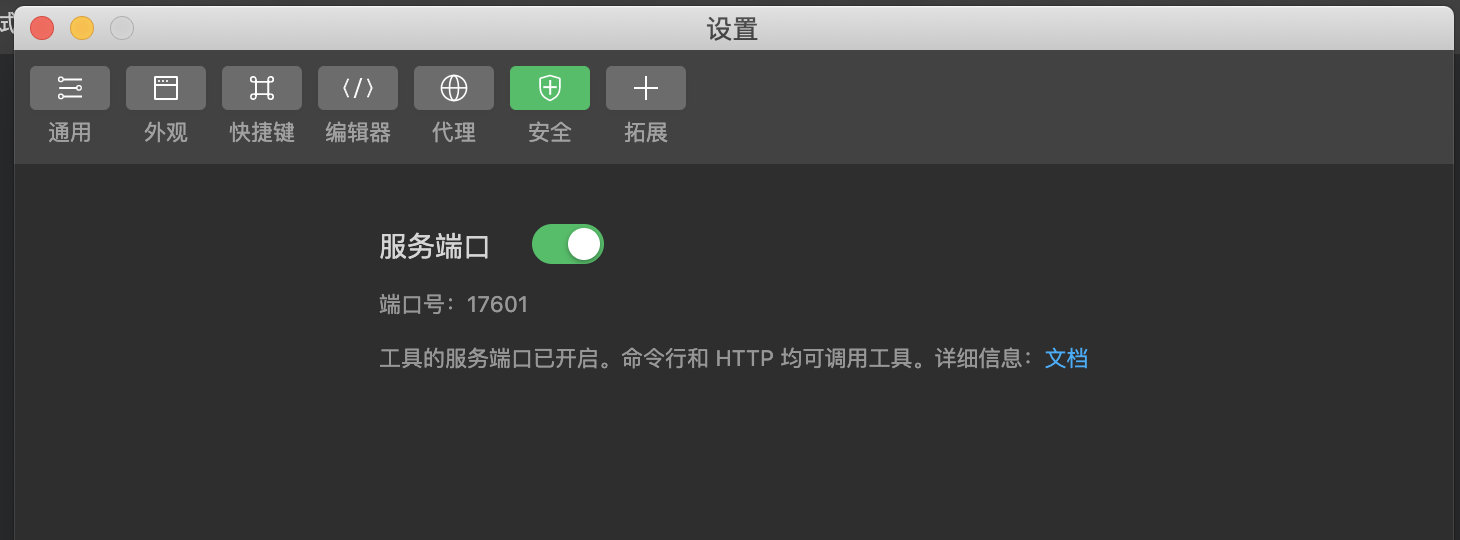 式
设置
通用 外观 快捷键 编辑器 代理 安全 拓展
服务端口
端口号：17601
工具的服务端口已开启。命令行和 HTTP 均可调用工具。详细信息：文档